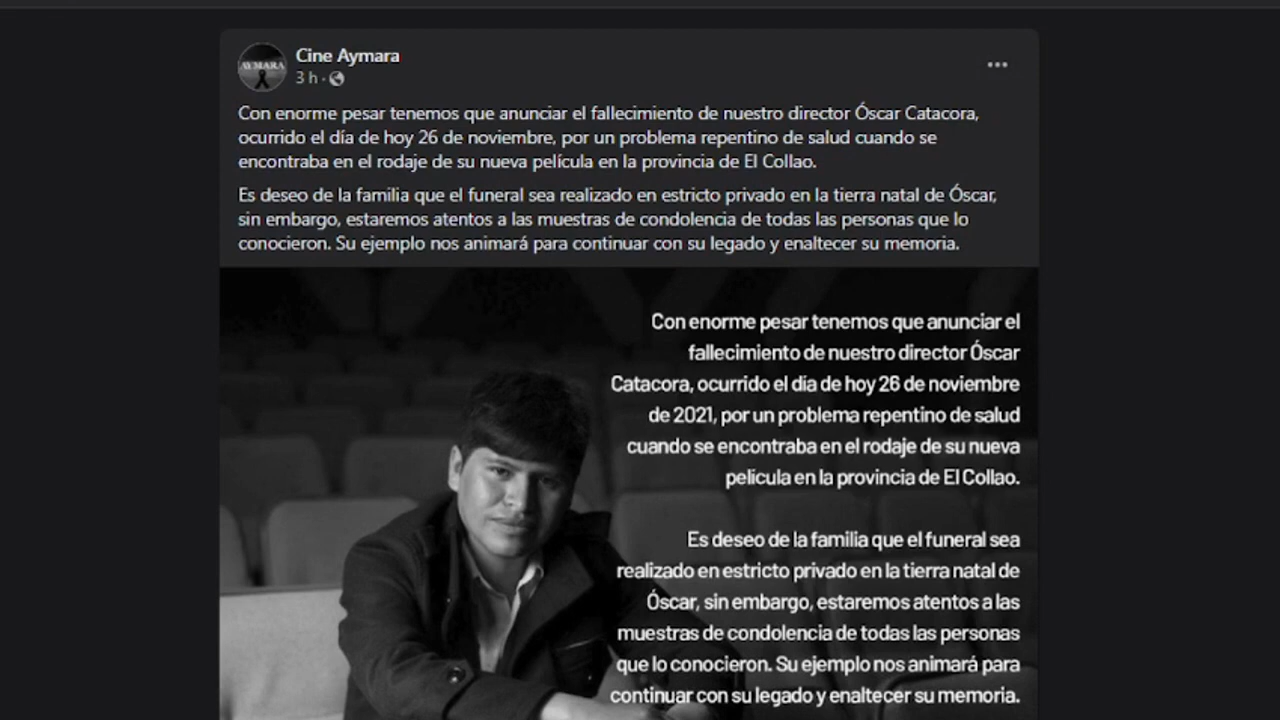 Cine Aymara
3 h ·
AYMARA
Con enorme pesar tenemos que anunciar el fallecimiento de nuestro director Óscar Catacora,
ocurrido el día de hoy 26 de noviembre, por un problema repentino de salud cuando se
encontraba en el rodaje de su nueva película en la provincia de El Collao.
Es deseo de la familia que el funeral sea realizado en estricto privado en la tierra natal de Óscar,
sin embargo, estaremos atentos a las muestras de condolencia de todas las personas que lo
conocieron. Su ejemplo nos animará para continuar con su legado y enaltecer su memoria.
Con enorme pesar tenemos que anunciar el
fallecimiento de nuestro director Óscar
Catacora, ocurrido el día de hoy 26 de noviembre
de 2021, por un problema repentino de salud
cuando se encontraba en el rodaje de su nueva
película en la provincia de El Collao.
Es deseo de la familia que el funeral sea
realizado en estricto privado en la tierra natal de
Óscar, sin embargo, estaremos atentos a las
muestras de condolencia de todas las personas
que lo conocieron. Su ejemplo nos animará para
continuar con su legado y enaltecer su memoria.